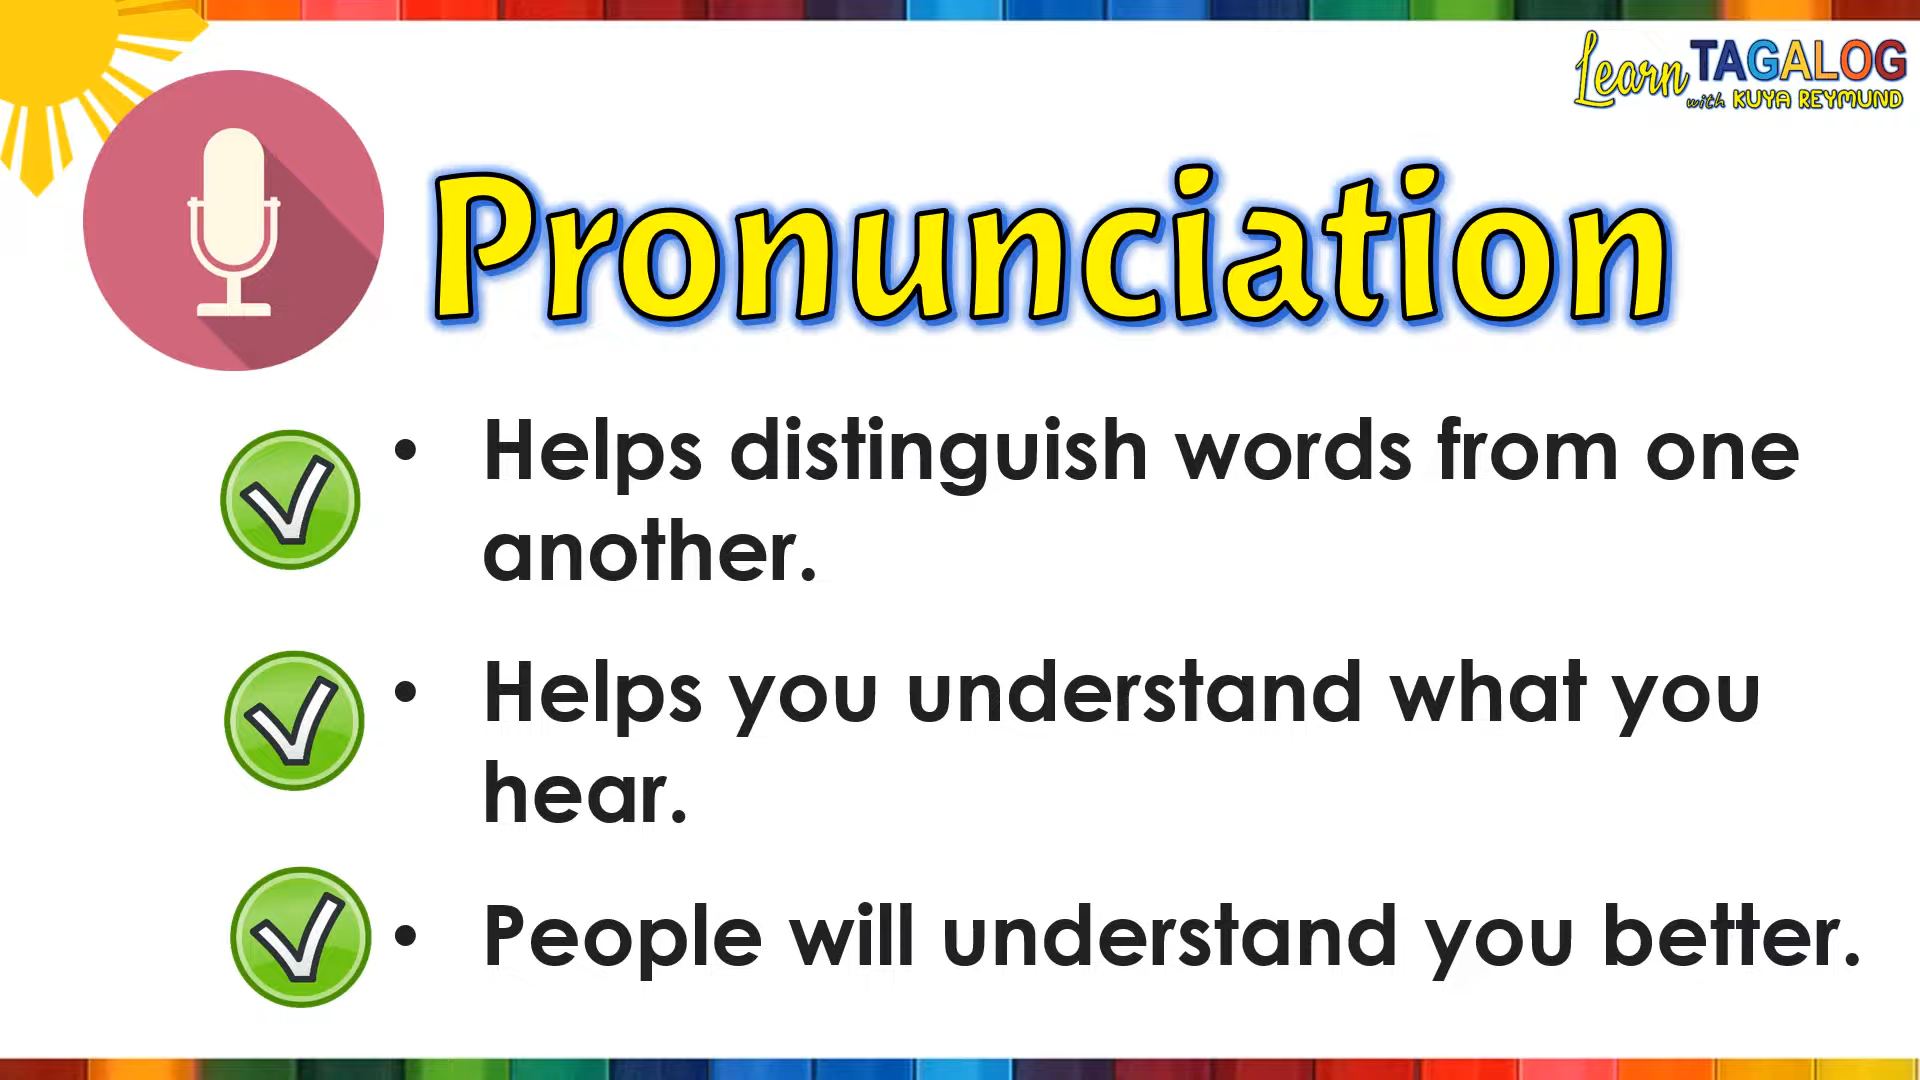 Learn TAGALOG
with KUYA REYMUND
Pronunciation
• Helps distinguish words from one
another.
• Helps you understand what you
hear.
• People will understand you better.